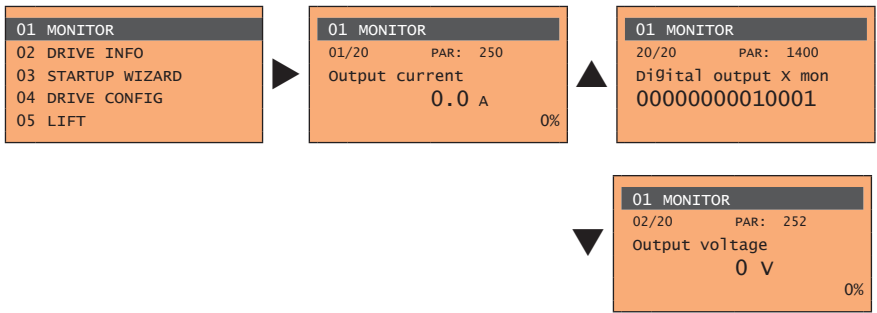 01 MONITOR
02 DRIVE INFO
03 STARTUP WIZARD
04 DRIVE CONFIG
05 LIFT
01 MONITOR
01/20 PAR: 250
Output current
0.0 A
0%
01 MONITOR
20/20 PAR: 1400
Digital output X mon
00000000010001
01 MONITOR
02/20 PAR: 252
Output voltage
0 V
0%